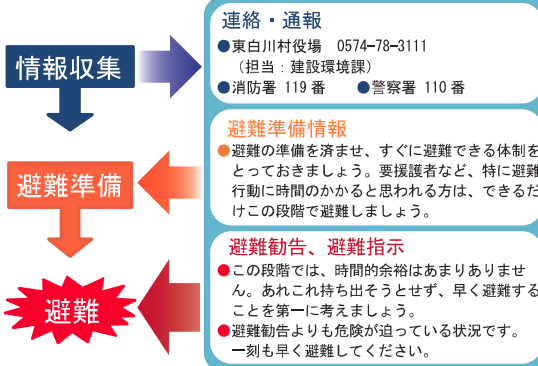 情報収集
連絡・通報
●東白川村役場 0574-78-3111
（担当：建設環境課）
●消防署 119番 ●警察署 110番
避難準備
避難準備情報
●避難の準備を済ませ、すぐに避難できる体制を
とっておきましょう。要援護者など、特に避難
行動に時間のかかると思われる方は、できるだ
けこの段階で避難しましょう。
避難
避難勧告、避難指示
●この段階では、時間的余裕はあまりありませ
ん。あれこれ持ち出そうとせず、早く避難する
ことを第一に考えましょう。
●避難勧告よりも危険が迫っている状況です。
一刻も早く避難してください。